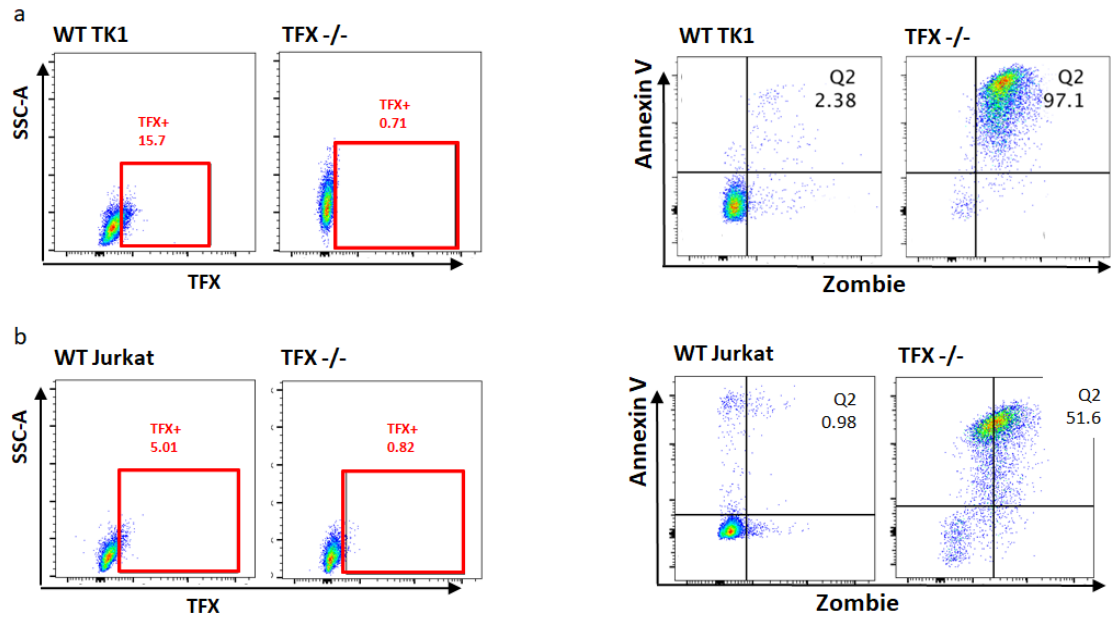 a
WT TK1
TFX -/-
SSC-A
TFX+
15.7
TFX+
0.71
TFX
WT TK1
TFX -/-
Annexin V
Q2
2.38
Q2
97.1
Zombie
b
WT Jurkat
TFX -/-
SSC-A
TFX+
5.01
TFX+
0.82
TFX
WT Jurkat
TFX -/-
Annexin V
Q2
0.98
Q2
51.6
Zombie